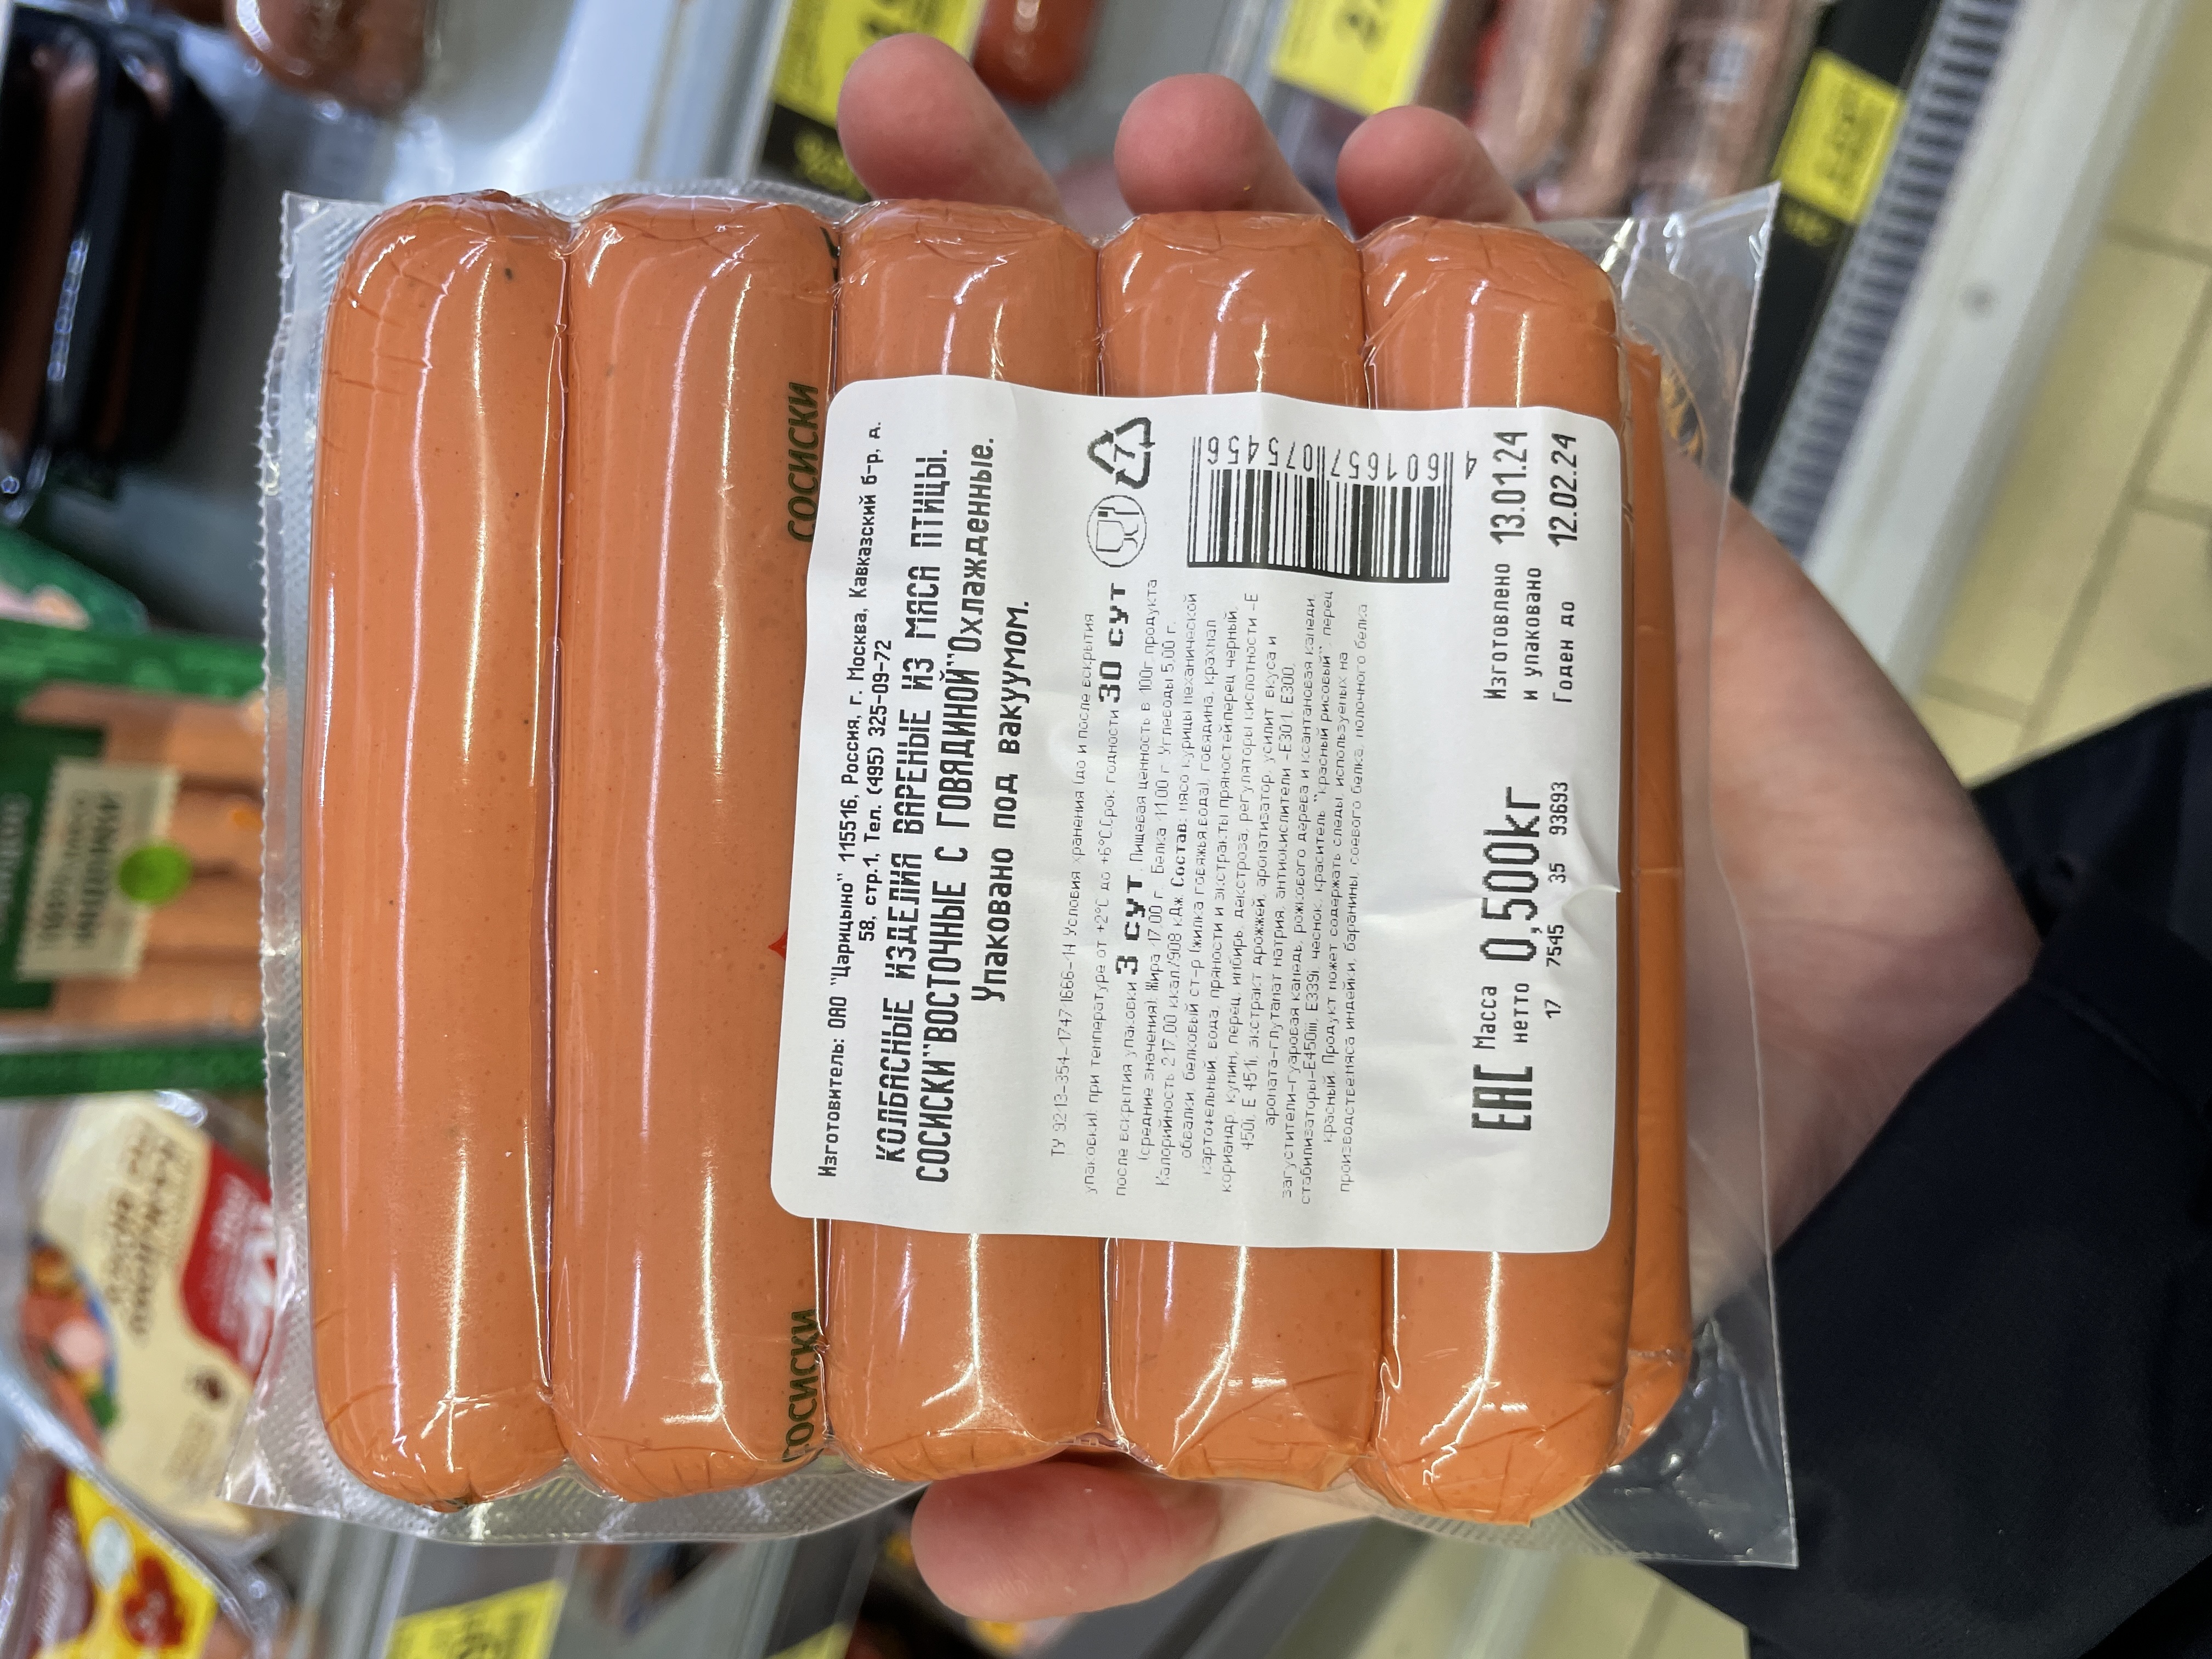 100% мясо
ИНДЕЙКИ
СОСИСКИ
СОСИСКИ
Изготовитель: ОАО "Царицыно" 115516, Россия, г. Москва, Кавказский б-р, д.
58, стр.1, Тел. (495) 325-09-72
КОЛБАСНЫЕ ИЗДЕЛИЯ ВАРЕНЫЕ ИЗ МЯСА ПТИЦЫ.
СОСИСКИ"ВОСТОЧНЫЕ С ГОВЯДИНОЙ"Охлажденные.
Упаковано под вакуумом.
ТУ 9213-354-17471666-14 Условия хранения (до и после вскрытия
упаковки): при температуре от +2°С до +6°С.Срок годности 30 сут
после вскрытия упаковки 3 сут. Пищевая ценность в 100г. продукта
(средние значения): Жира 17,00 г. Белка 11.00 г. Углеводы 5,00 г.
Калорийность 217,00 ккал/908 кДж. Состав: мясо курицы механической
обвалки, белковый ст-р (жилка говяжья,вода), говядина, крахмал
картофельный, вода, пряности и экстракты пряностей:перец черный,
кориандр, кумин, перец, имбирь, декстроза, регуляторы кислотности -Е
450i, Е 451i, экстракт дрожжей, ароматизатор, усилит вкуса и
аромата-глутамат натрия, антиокислители -Е301, Е300,
загустители-гуаровая камедь, рожкового дерева и ксантановая камеди,
стабилизаторы-Е450iii, Е339i, чеснок, краситель "красный рисовый", перец
красный. Продукт может содержать следы, используемых на
производстве:мяса индейки, баранины, соевого белка, молочного белка
7
4 601657 075456
EAC Масса нетто 0,500kг
17 7545 35 93693
Изготовлено и упаковано 13.01.24
Годен до 12.02.24